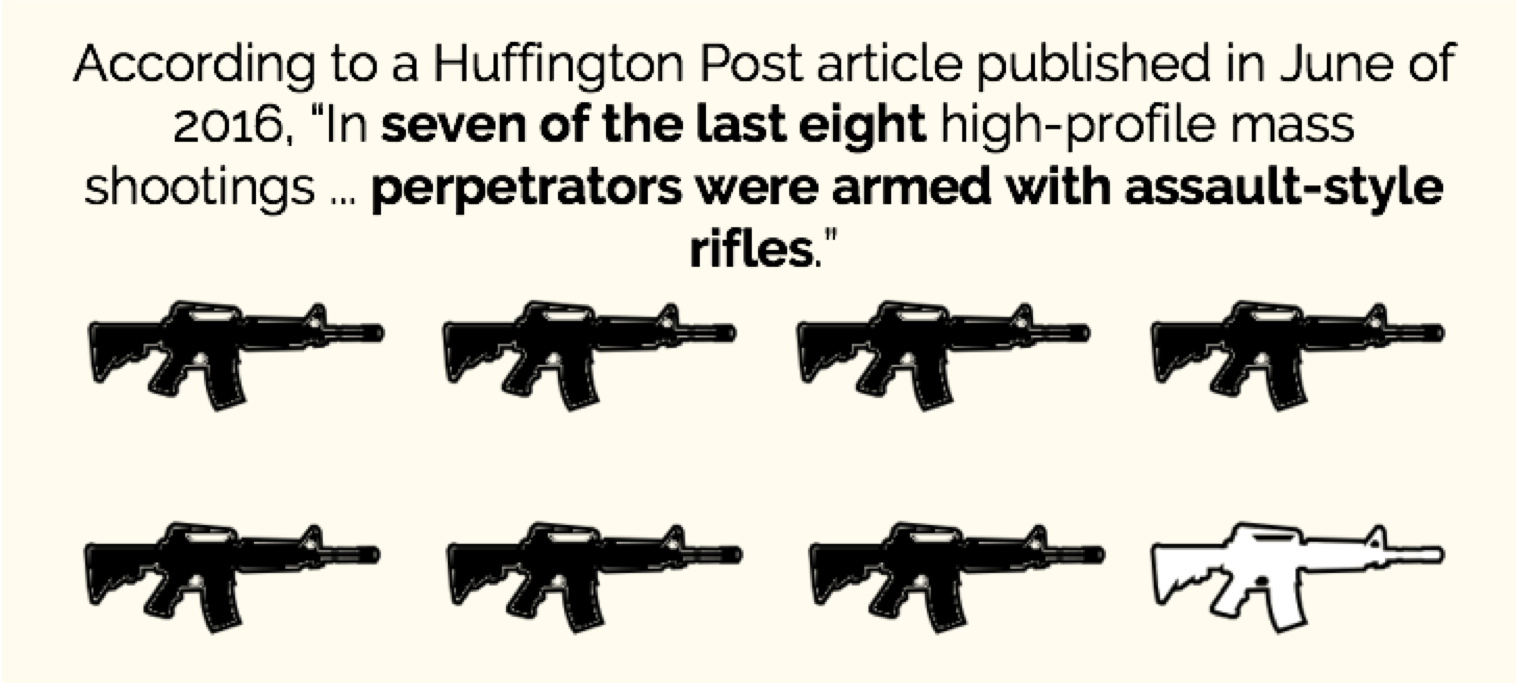 According to a Huffington Post article published in June of
2016, “In seven of the last eight high-profile mass
shootings ... perpetrators were armed with assault-style
rifles.”